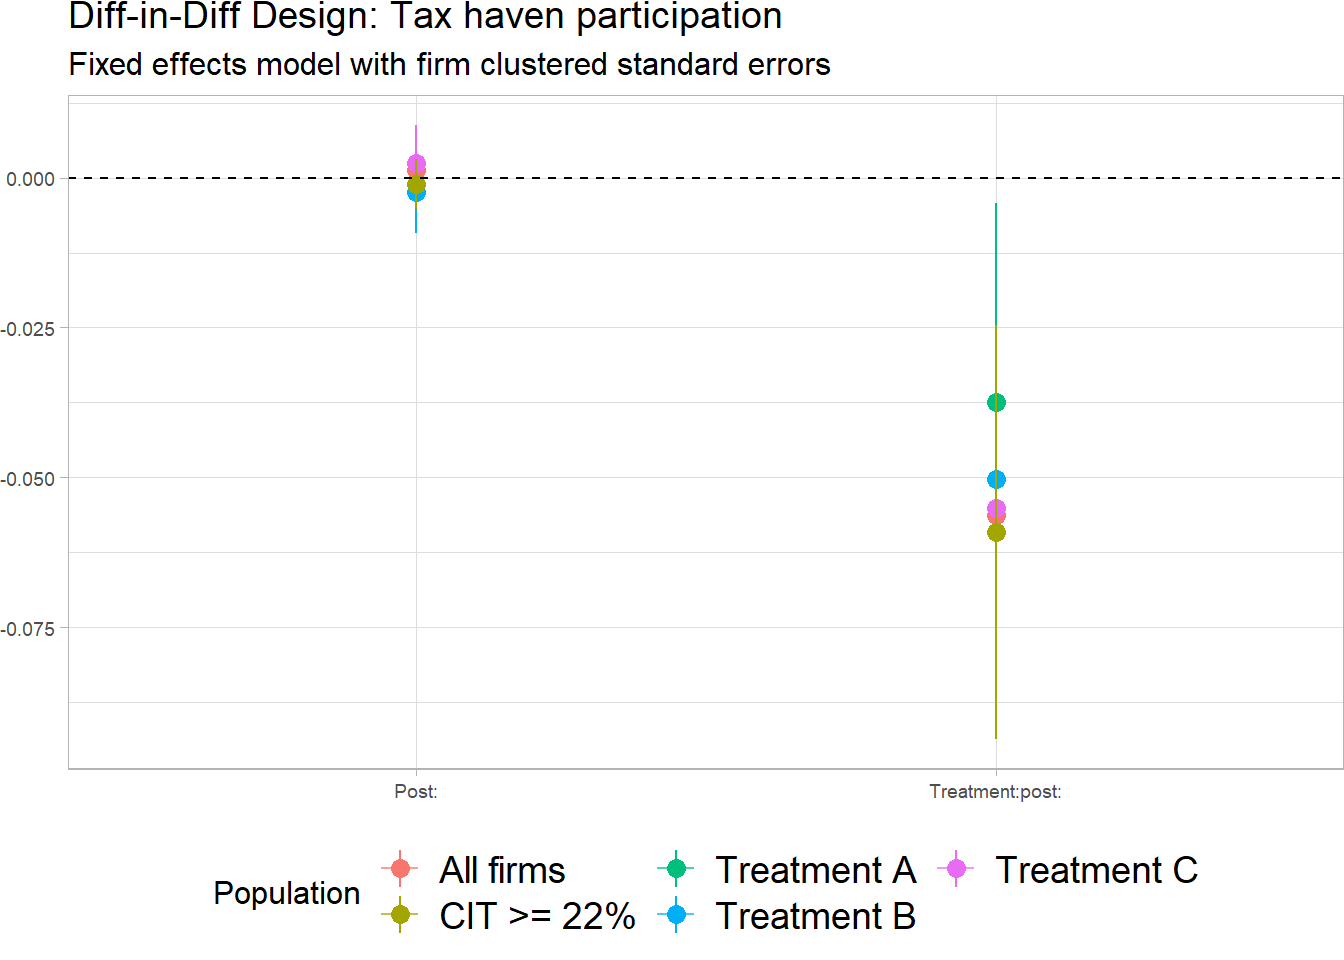 Diff-in-Diff Design: Tax haven participation
Fixed effects model with firm clustered standard errors
0.000
-0.025
-0.050
-0.075
Post:
Treatment:post:
Population
All firms
Treatment A
Treatment C
CIT >= 22%
Treatment B